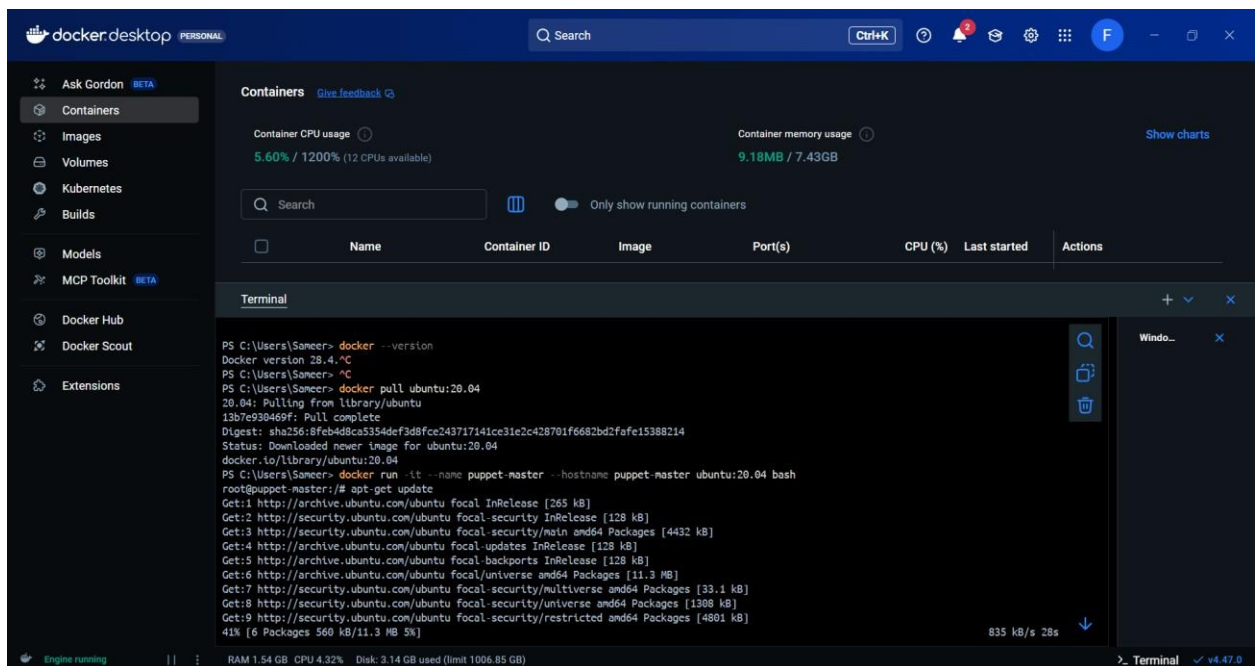 docker.desktop PERSONAL
Search
Ctrl+K
2
F
Ask Gordon BETA
Containers
Images
Volumes
Kubernetes
Builds
Models
MCP Toolkit BETA
Docker Hub
Docker Scout
Extensions
Containers Give feedback
Container CPU usage
5.60% / 1200% (12 CPUs available)
Container memory usage
9.18MB / 7.43GB
Show charts
Search
Only show running containers
Name Container ID Image Port(s) CPU (%) Last started Actions
Terminal
Windo...
PS C:\Users\Sameer> docker --version
Docker version 28.4.^C
PS C:\Users\Sameer> ^C
PS C:\Users\Sameer> docker pull ubuntu:20.04
20.04: Pulling from library/ubuntu
13b7e930469f: Pull complete
Digest: sha256:8feb4d8ca5354def3d8fce243717141ce31e2c428701f6682bd2fafe15388214
Status: Downloaded newer image for ubuntu:20.04
docker.io/library/ubuntu:20.04
PS C:\Users\Sameer> docker run -it --name puppet-master --hostname puppet-master ubuntu:20.04 bash
root@puppet-master:/# apt-get update
Get:1 http://archive.ubuntu.com/ubuntu focal InRelease [265 kB]
Get:2 http://security.ubuntu.com/ubuntu focal-security InRelease [128 kB]
Get:3 http://security.ubuntu.com/ubuntu focal-security/main amd64 Packages [4432 kB]
Get:4 http://archive.ubuntu.com/ubuntu focal-updates InRelease [128 kB]
Get:5 http://archive.ubuntu.com/ubuntu focal-backports InRelease [128 kB]
Get:6 http://archive.ubuntu.com/ubuntu focal/universe amd64 Packages [11.3 MB]
Get:7 http://security.ubuntu.com/ubuntu focal-security/multiverse amd64 Packages [33.1 kB]
Get:8 http://security.ubuntu.com/ubuntu focal-security/universe amd64 Packages [1308 kB]
Get:9 http://security.ubuntu.com/ubuntu focal-security/restricted amd64 Packages [4801 kB]
41% [6 Packages 560 kB/11.3 MB 5%] 835 kB/s 28s
Engine running RAM 1.54 GB CPU 4.32% Disk: 3.14 GB used (limit 1006.85 GB) >_ Terminal v4.47.0